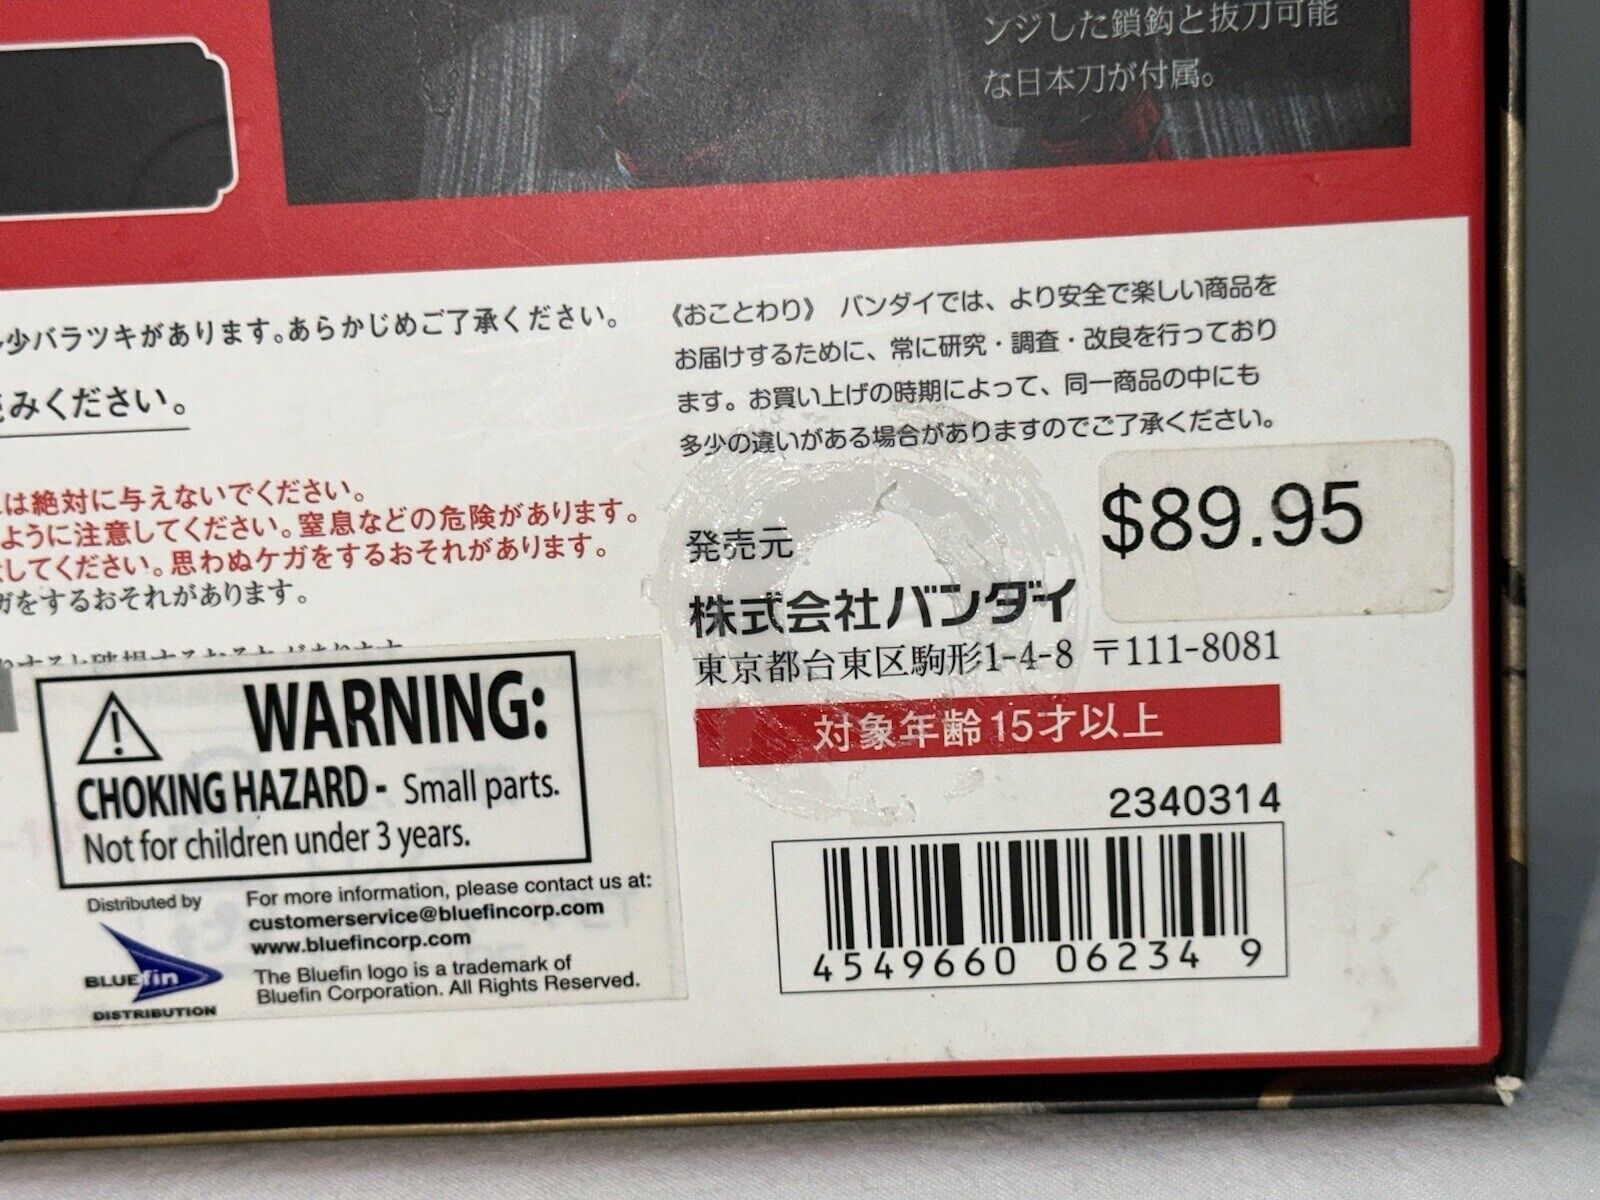 ンジした鎖鈎と抜刀可能
な日本刀が付属。
少バラツキがあります。あらかじめご了承ください。
みください。
は絶対に与えないでください。
ように注意してください。窒息などの危険があります。
してください。思わぬケガをするおそれがあります。
ガをするおそれがあります。
《おことわり》 バンダイでは、より安全で楽しい商品を
お届けするために、常に研究・調査・改良を行っており
ます。お買い上げの時期によって、同一商品の中にも
多少の違いがある場合がありますのでご了承ください。
$89.95
発売元
株式会社バンダイ
東京都台東区駒形1-4-8 〒111-8081
対象年齢15才以上
2340314
4549660 06234 9
WARNING:
CHOKING HAZARD - Small parts.
Not for children under 3 years.
Distributed by
BLUEfin
DISTRIBUTION
For more information, please contact us at:
customerservice@bluefincorp.com
www.bluefincorp.com
The Bluefin logo is a trademark of
Bluefin Corporation. All Rights Reserved.